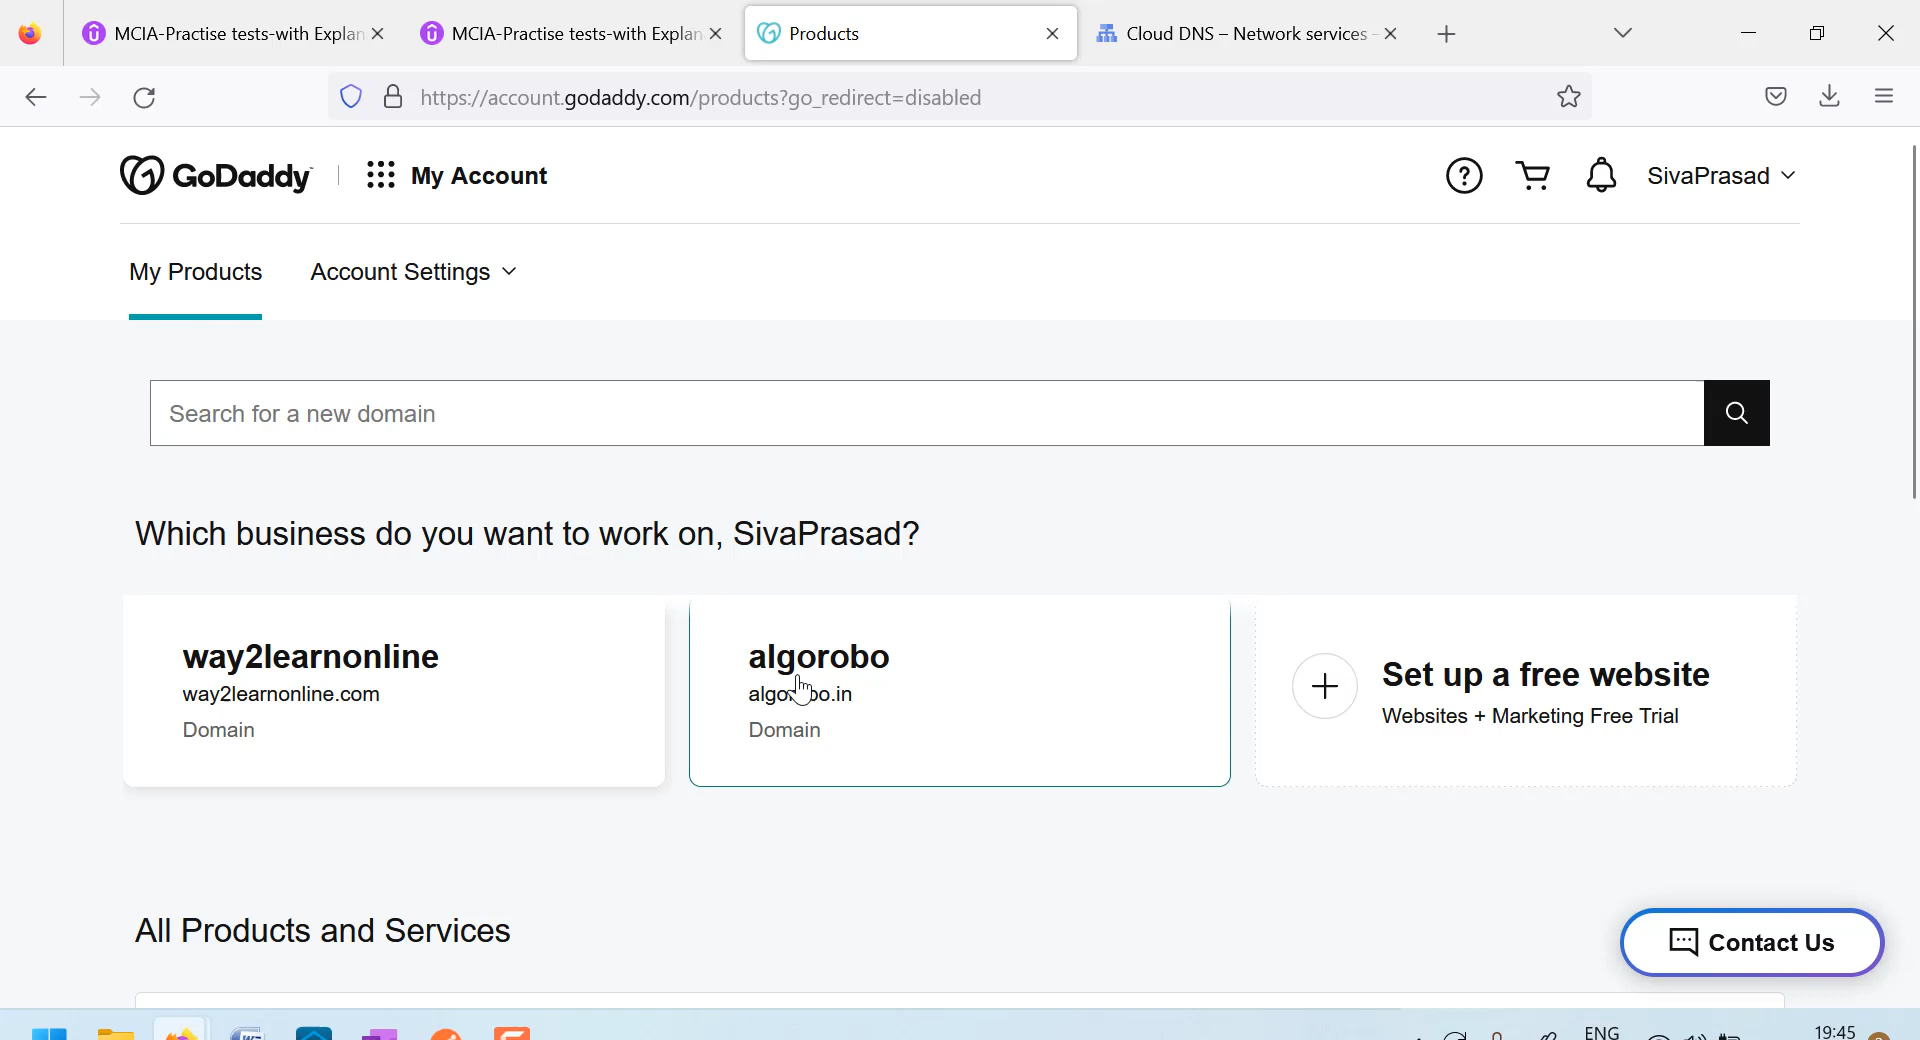 MCIA-Practise tests-with Explan
MCIA-Practise tests-with Explan
Products
Cloud DNS – Network services -
https://account.godaddy.com/products?go_redirect=disabled
GoDaddy
My Account
SivaPrasad
My Products
Account Settings
Search for a new domain
Which business do you want to work on, SivaPrasad?
way2learnonline
way2learnonline.com
Domain
algorobo
algorobo.in
Domain
Set up a free website
Websites + Marketing Free Trial
All Products and Services
Contact Us
ENG
19:45